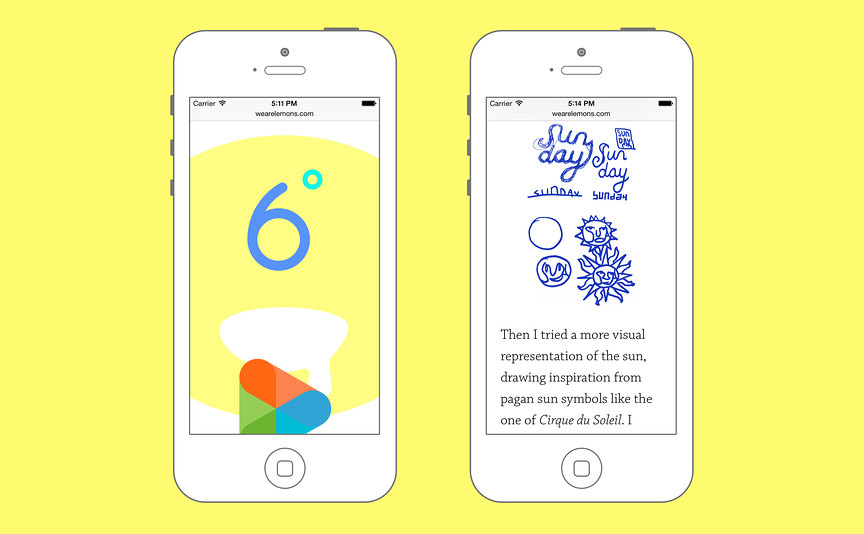 Carrier
5:11 PM
wearelemons.com
6°
Carrier
5:14 PM
wearelemons.com
Sun
day
SUN
DAY
Sun
day
SUNDAY
sunday
SUN
Then I tried a more visual
representation of the sun,
drawing inspiration from
pagan sun symbols like the
one of Cirque du Soleil. I